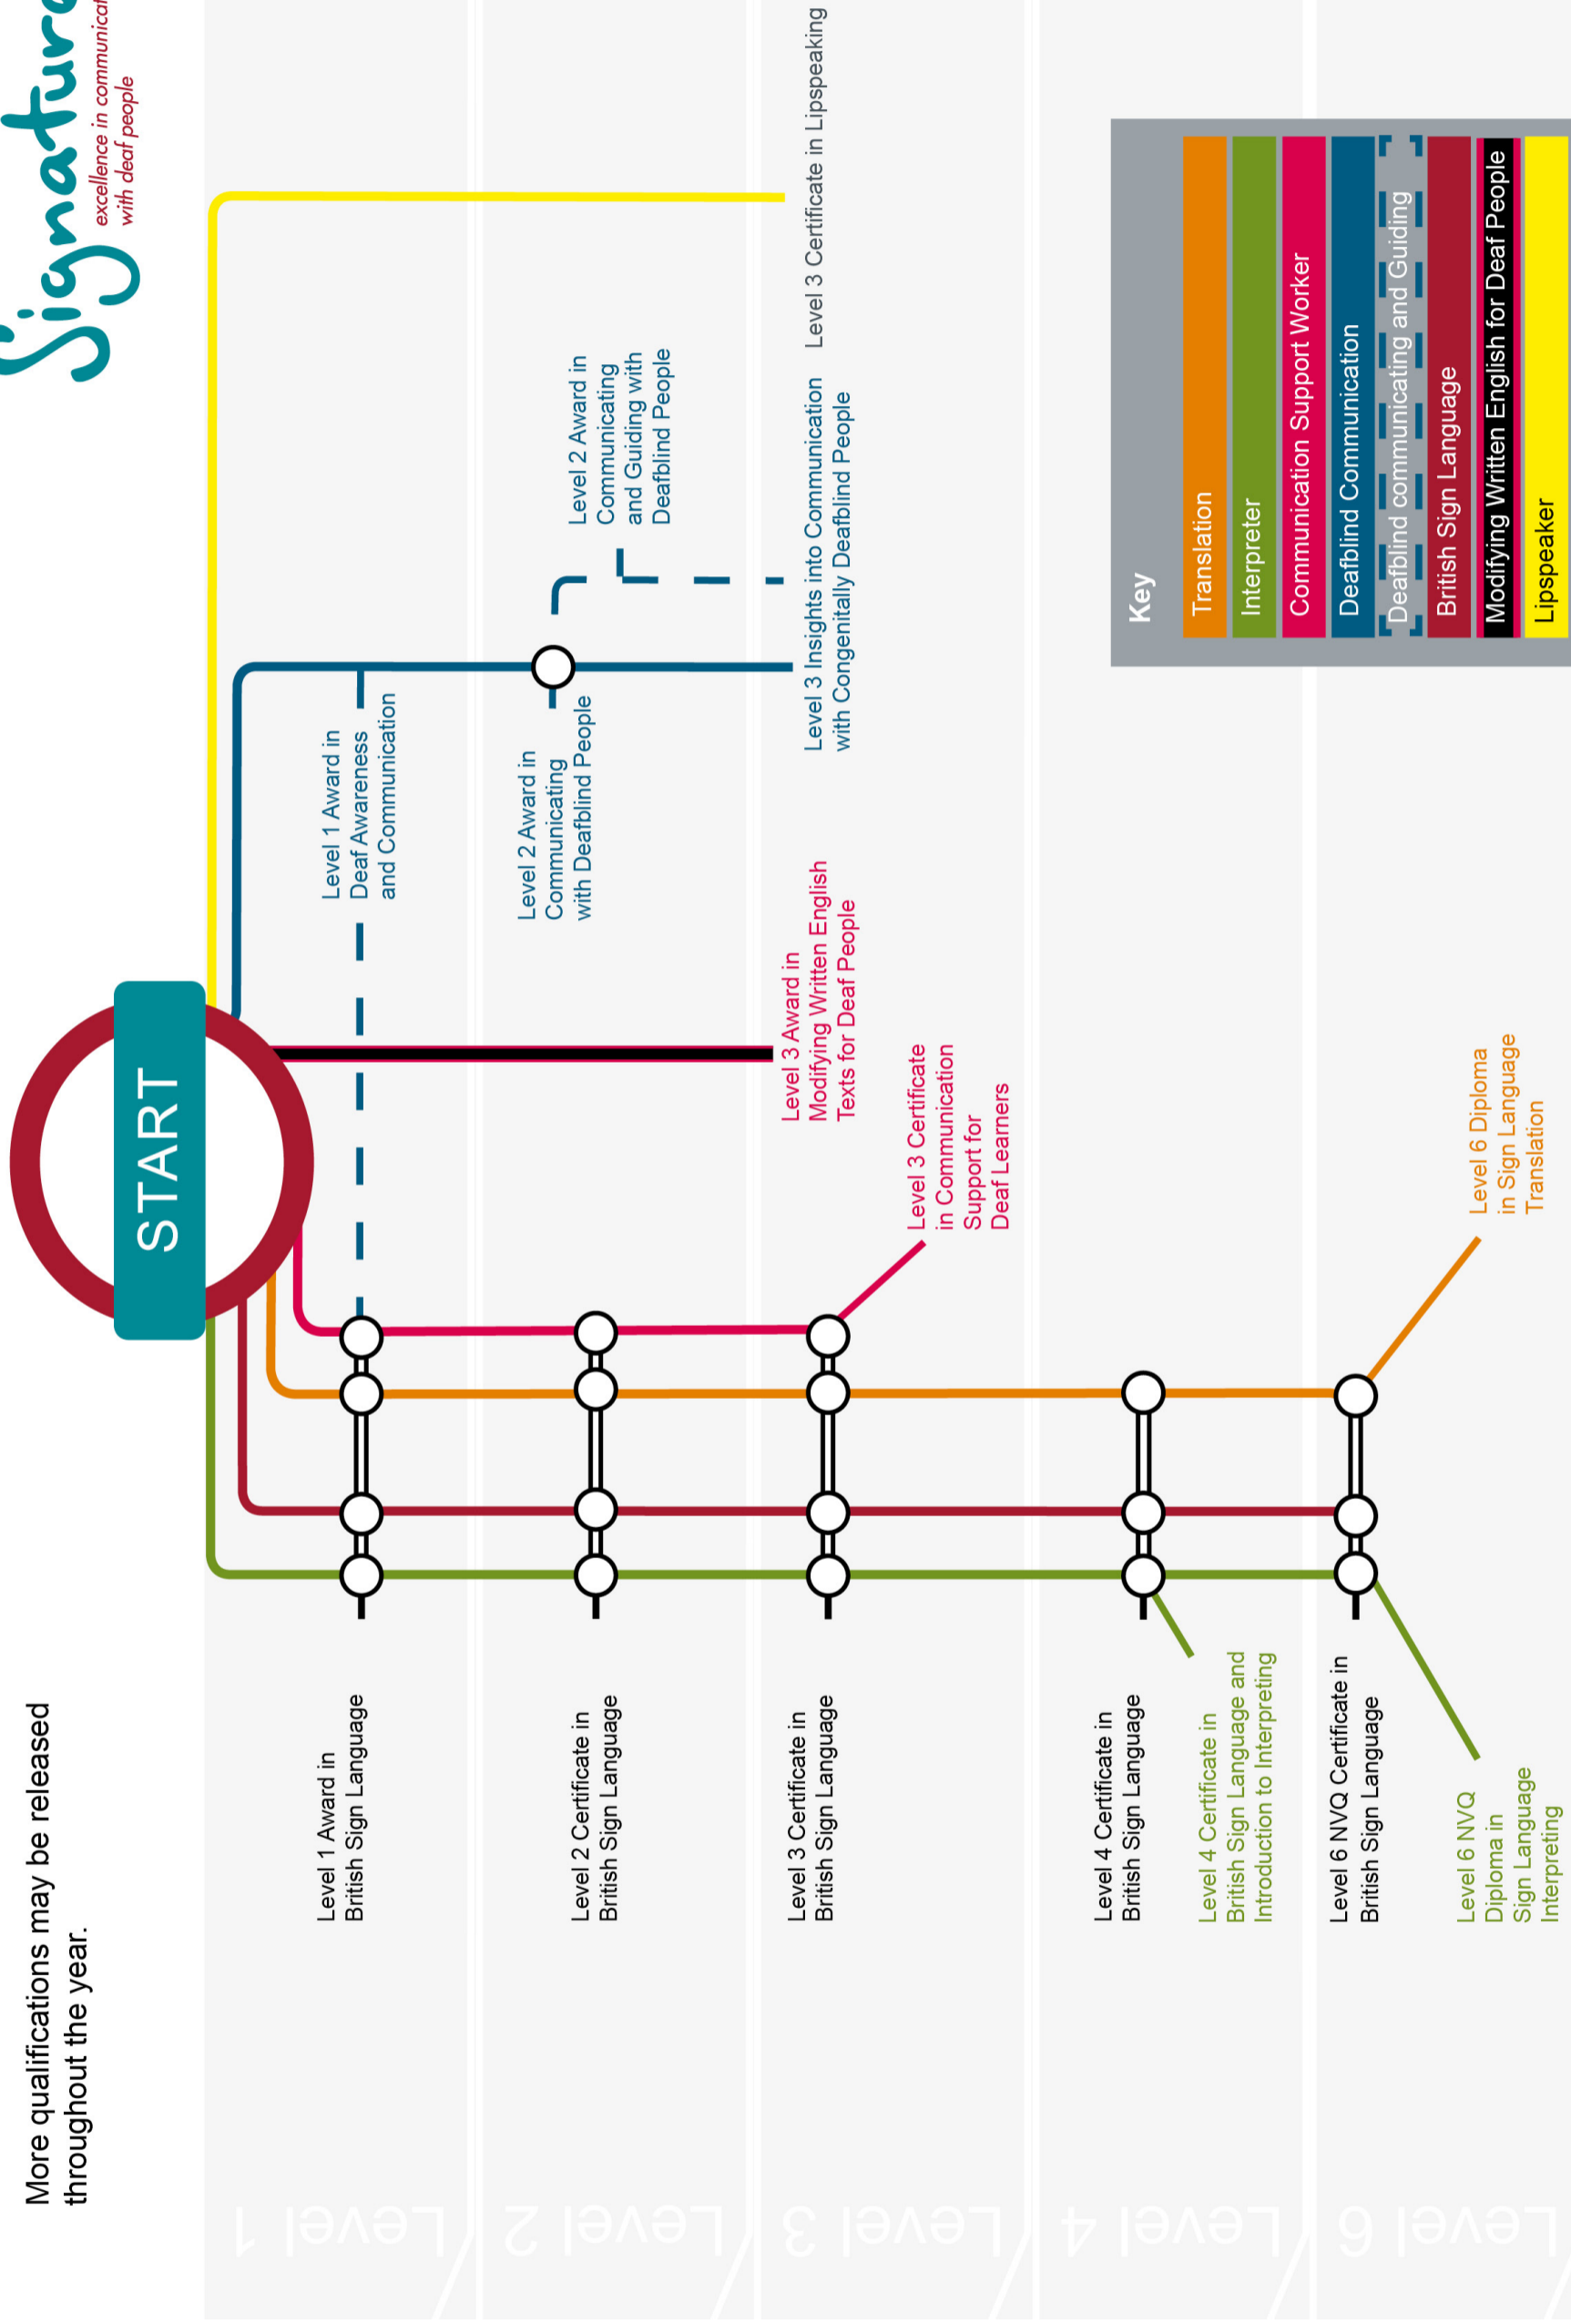 More qualifications may be released
throughout the year.
Signature
excellence in communicat
with deaf people
START
Level 1
Level 1 Award in
British Sign Language
Level 1 Award in
Deaf Awareness
and Communication
Level 2
Level 2 Certificate in
British Sign Language
Level 2 Award in
Communicating
with Deafblind People
Level 2 Award in
Communicating
and Guiding with
Deafblind People
Level 3
Level 3 Certificate in
British Sign Language
Level 3 Award in
Modifying Written English
Texts for Deaf People
Level 3 Insights into Communication
with Congenitally Deafblind People
Level 3 Certificate in Lipspeaking
Level 3 Certificate
in Communication
Support for
Deaf Learners
Level 4
Level 4 Certificate in
British Sign Language
Level 4 Certificate in
British Sign Language and
Introduction to Interpreting
Level 6
Level 6 NVQ Certificate in
British Sign Language
Level 6 NVQ
Diploma in
Sign Language
Interpreting
Level 6 Diploma
in Sign Language
Translation
Key
Translation
Interpreter
Communication Support Worker
Deafblind Communication
Deafblind communicating and Guiding
British Sign Language
Modifying Written English for Deaf People
Lipspeaker